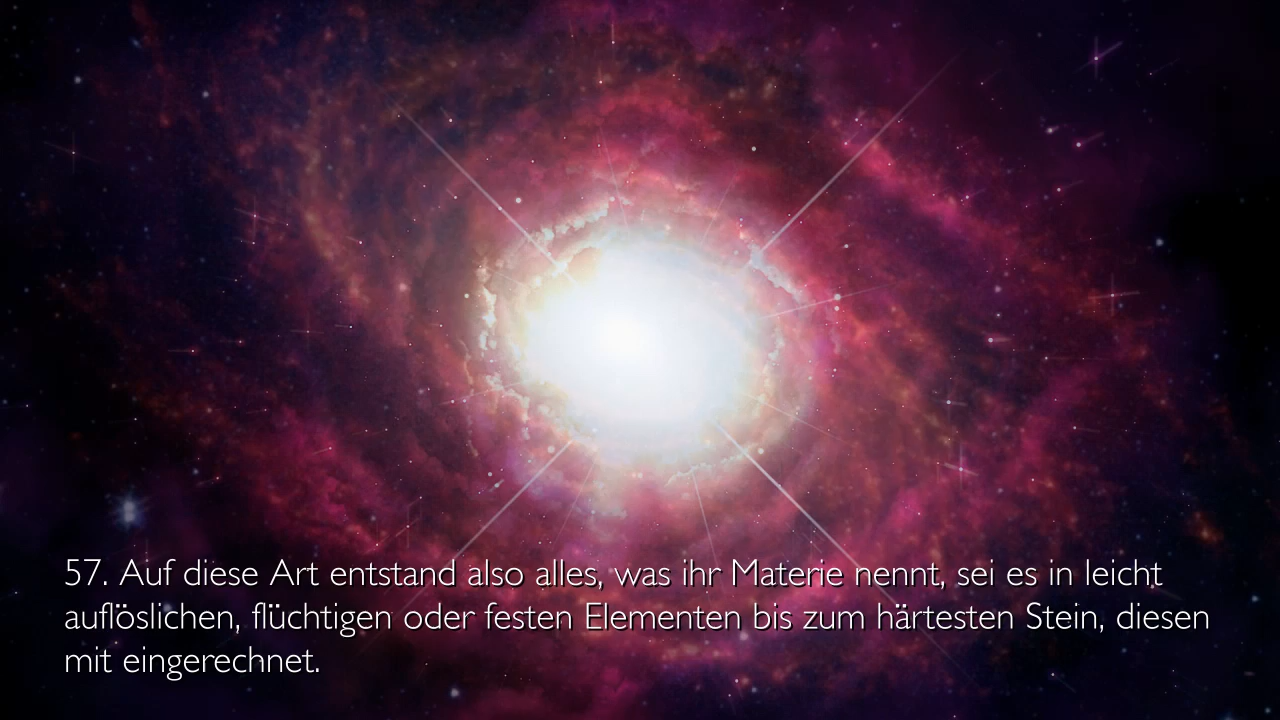 57. Auf diese Art entstand also alles, was ihr Materie nennt, sei es in leicht
auflöslichen, flüchtigen oder festen Elementen bis zum härtesten Stein, diesen
mit eingerechnet.